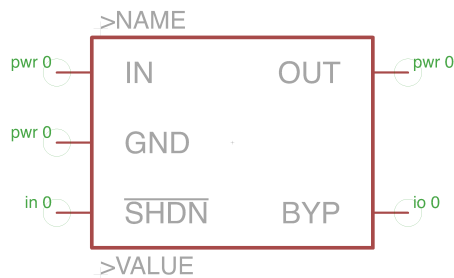 >NAME
pwr 0 IN OUT pwr 0
pwr 0 GND
in 0 SHDN BYP io 0
>VALUE